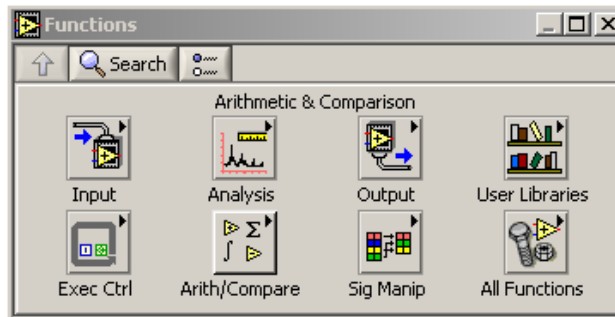 Functions
Search
Arithmetic & Comparison
Input Analysis Output User Libraries
Exec Ctrl Arith/Compare Sig Manip All Functions